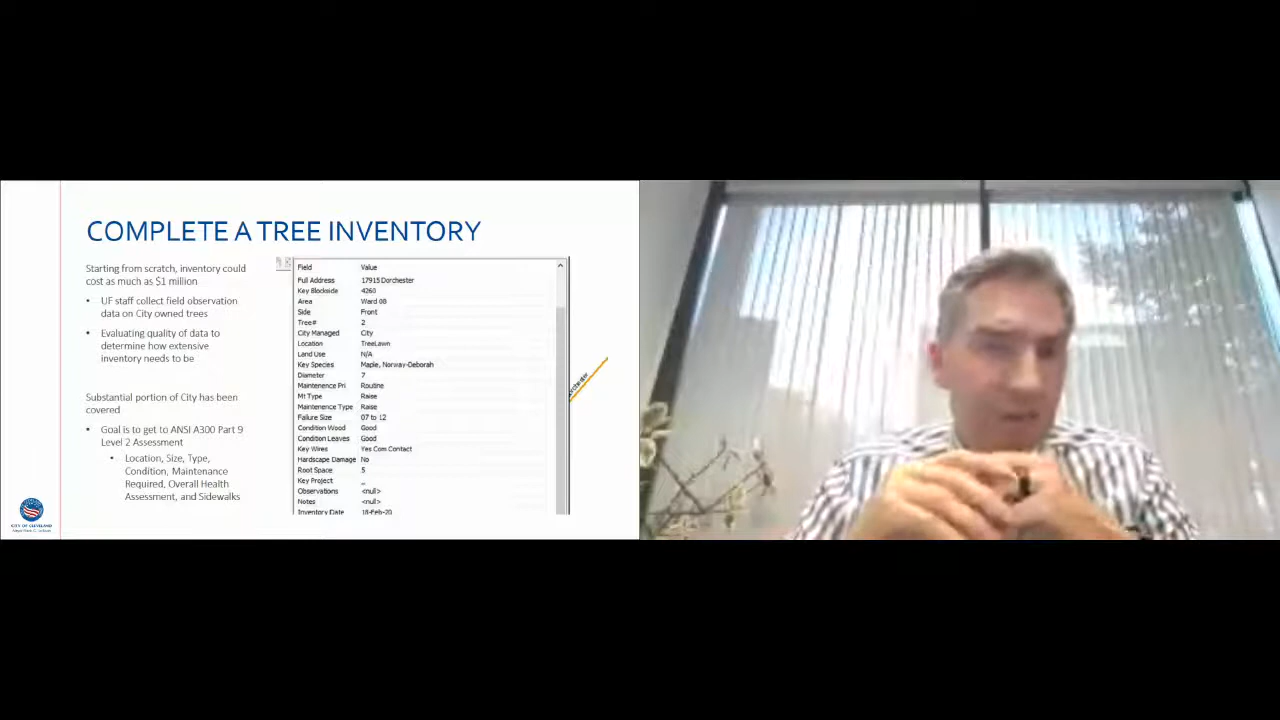 COMPLETE A TREE INVENTORY
Starting from scratch, inventory could
cost as much as $1 million
• UF staff collect field observation
data on City owned trees
• Evaluating quality of data to
determine how extensive
inventory needs to be
Substantial portion of City has been
covered
• Goal is to get to ANSI A300 Part 9
Level 2 Assessment
• Location, Size, Type,
Condition, Maintenance
Required, Overall Health
Assessment, and Sidewalks
Field Value
Full Address 17915 Dorchester
Key Blockside 4260
Area Ward 08
Side Front
Tree# 2
City Managed City
Location TreeLawn
Land Use N/A
Key Species Maple, Norway-Deborah
Diameter 7
Maintenence Pri Routine
Mt Type Raise
Maintenence Type Raise
Failure Size 07 to 12
Condition Wood Good
Condition Leaves Good
Key Wires Yes Com Contact
Hardscape Damage No
Root Space 5
Key Project _
Observations <null>
Notes <null>
Inventory Date 18-Feb-20
CITY OF CLEVELAND